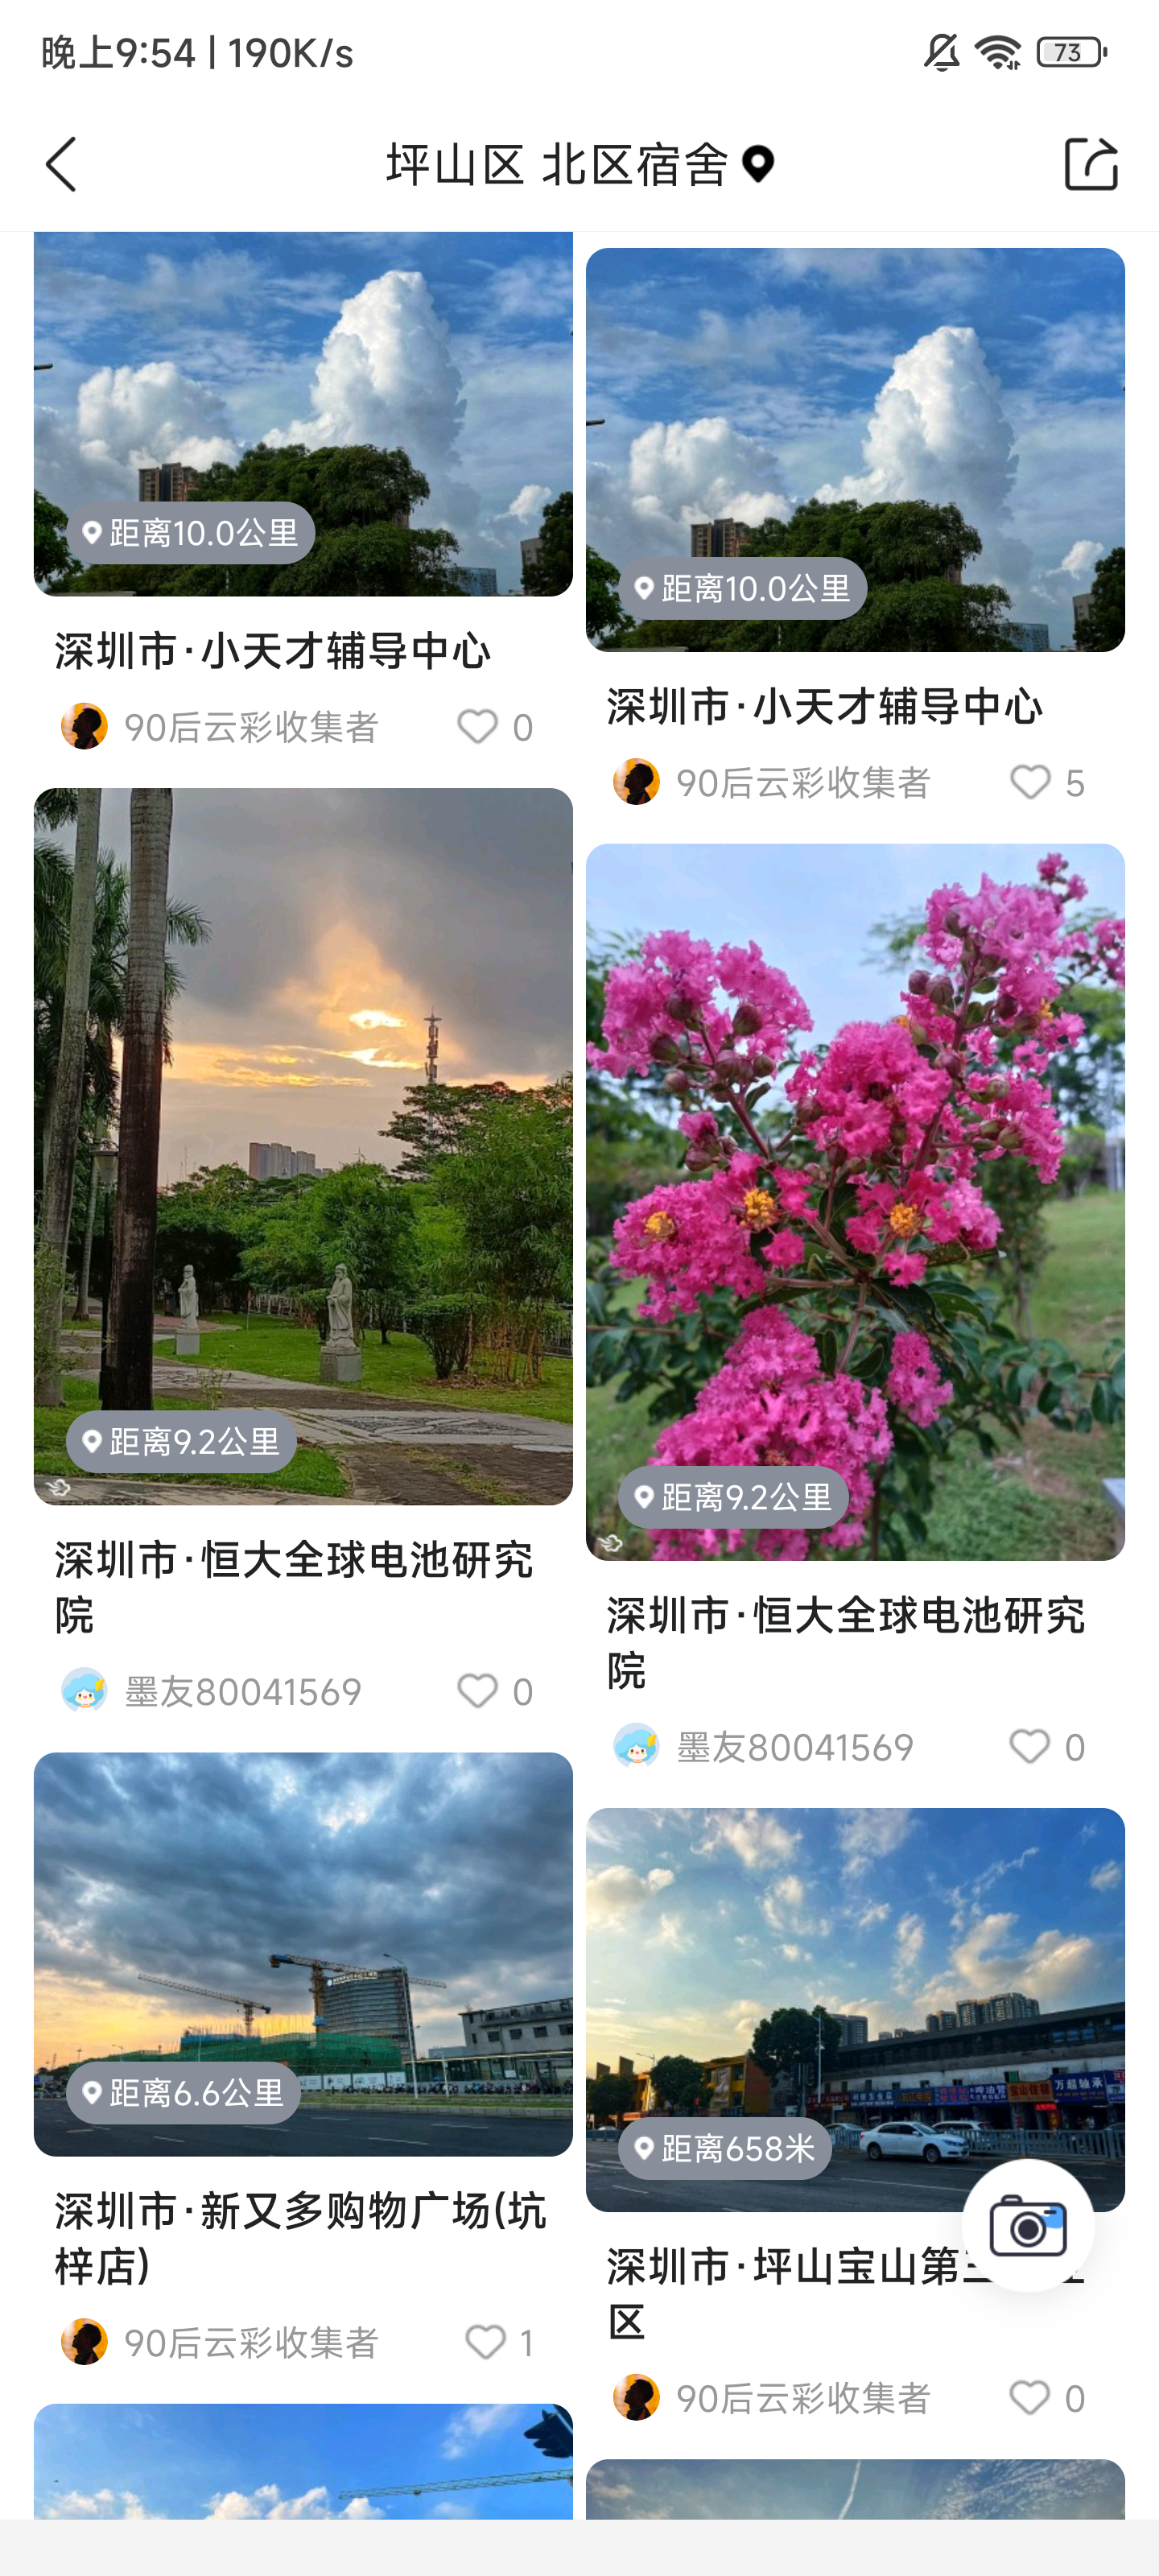 晚上9:54 | 190K/s
73
坪山区 北区宿舍
距离10.0公里
深圳市·小天才辅导中心
90后云彩收集者
0
距离10.0公里
深圳市·小天才辅导中心
90后云彩收集者
5
距离9.2公里
深圳市·恒大全球电池研究
院
墨友80041569
0
距离9.2公里
深圳市·恒大全球电池研究
院
墨友80041569
0
距离6.6公里
深圳市·新又多购物广场(坑
梓店)
90后云彩收集者
1
宝山住宿
万超轴承
距离658米
深圳市·坪山宝山第三
区
90后云彩收集者
0